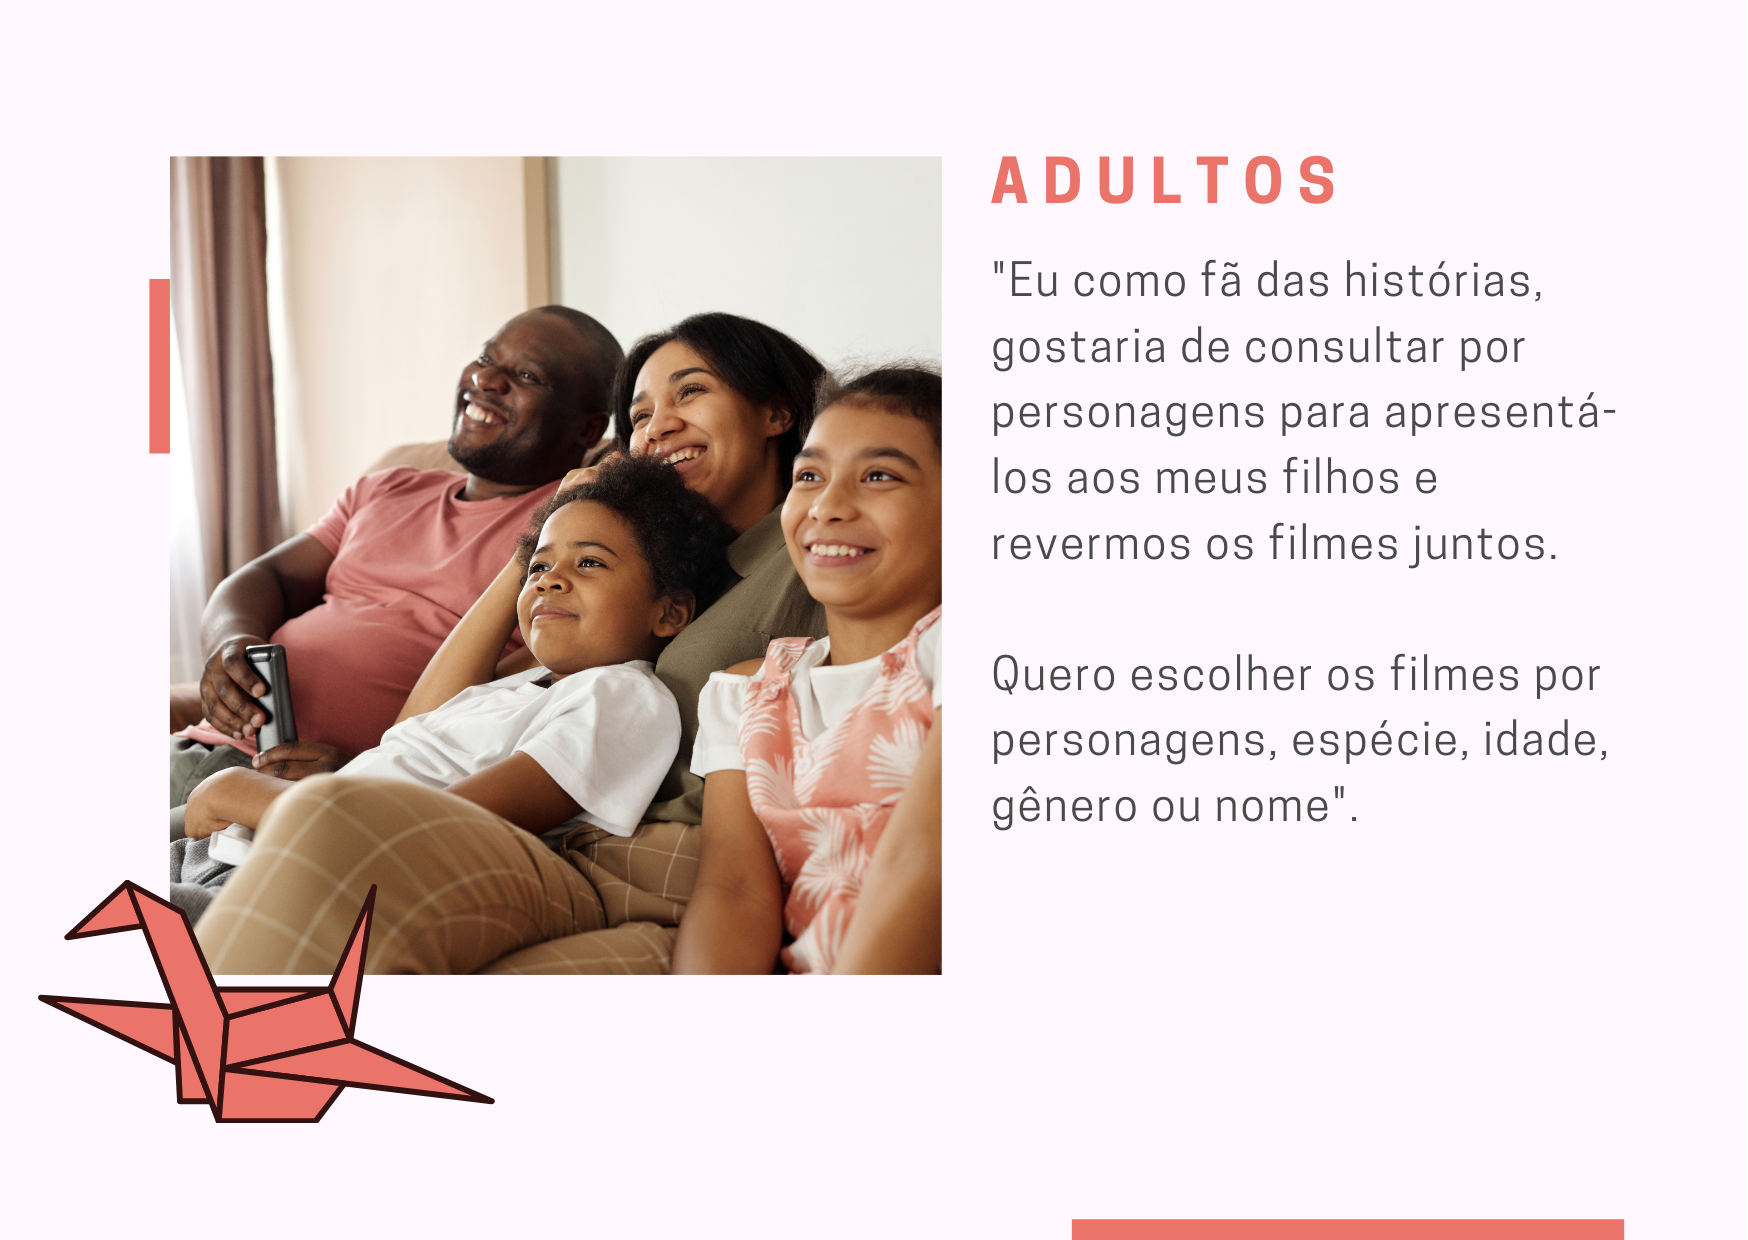 ADULTOS
"Eu como fã das histórias,
gostaria de consultar por
personagens para apresentá-
los aos meus filhos e
revermos os filmes juntos.
Quero escolher os filmes por
personagens, espécie, idade,
gênero ou nome".